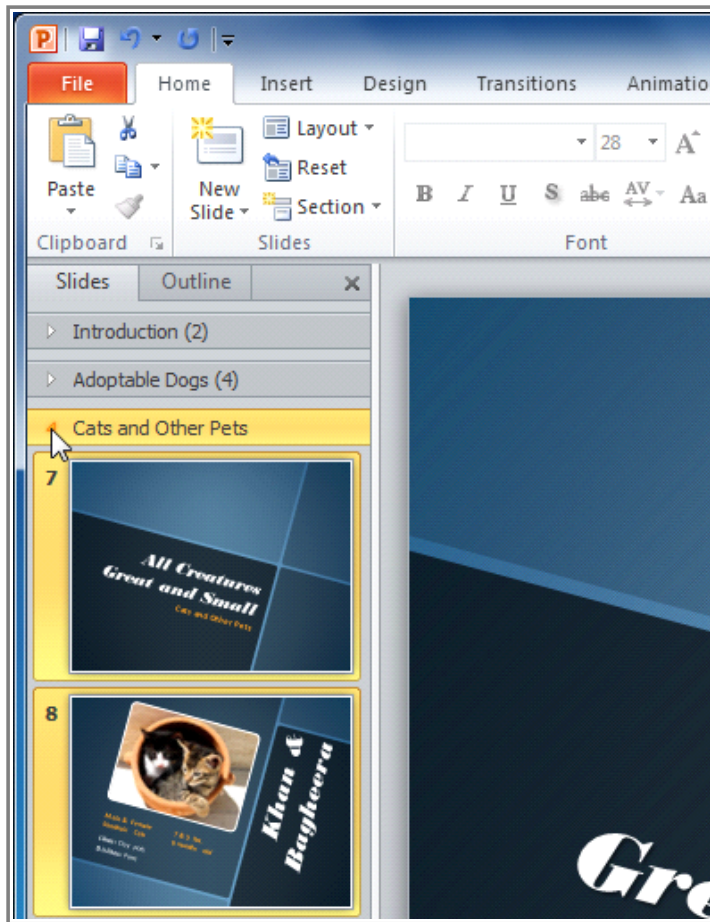 P
File Home Insert Design Transitions Animatio
Paste
New
Slide
Layout
Reset
Section
28
A
B I U S abc AV Aa
Clipboard Slides Font
Slides Outline
Introduction (2)
Adoptable Dogs (4)
Cats and Other Pets
7
All Creatures
Great and Small
Cats and Other Pets
8
Khan &
Bagheera
Gre